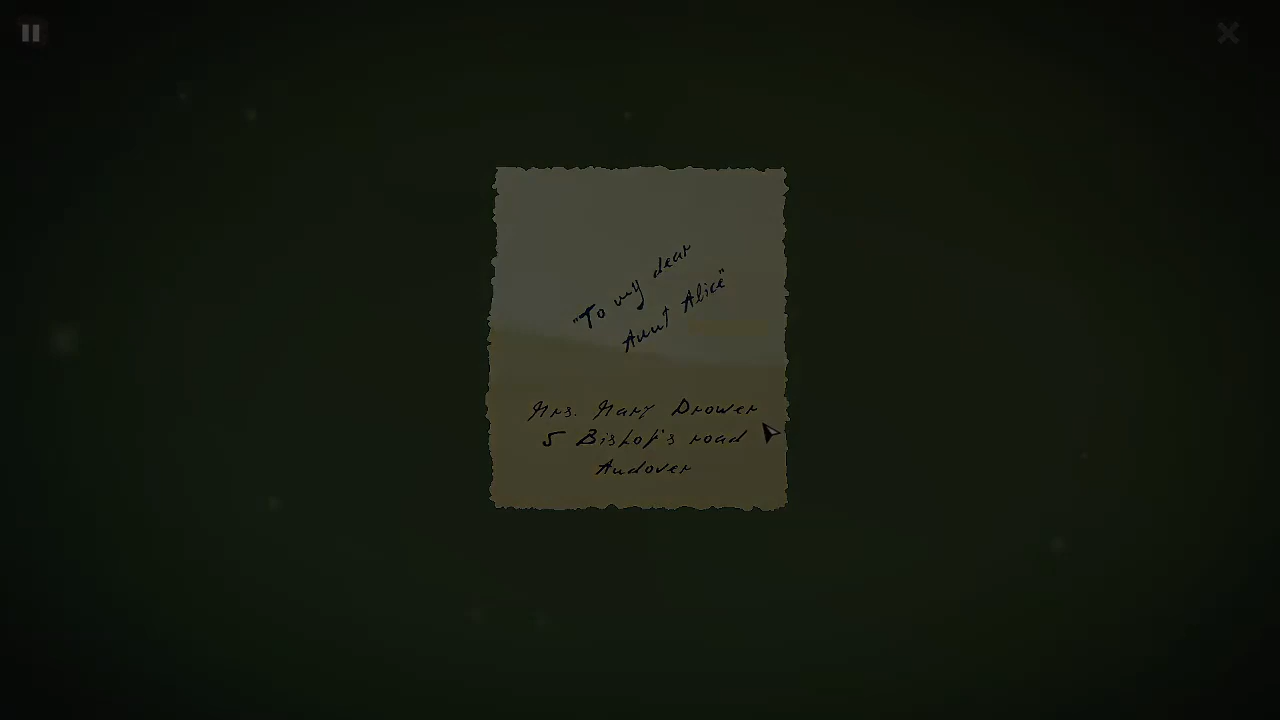 "To my dear
Aunt Alice"
Mrs. Mary Drower
5 Bishop's road
Andover